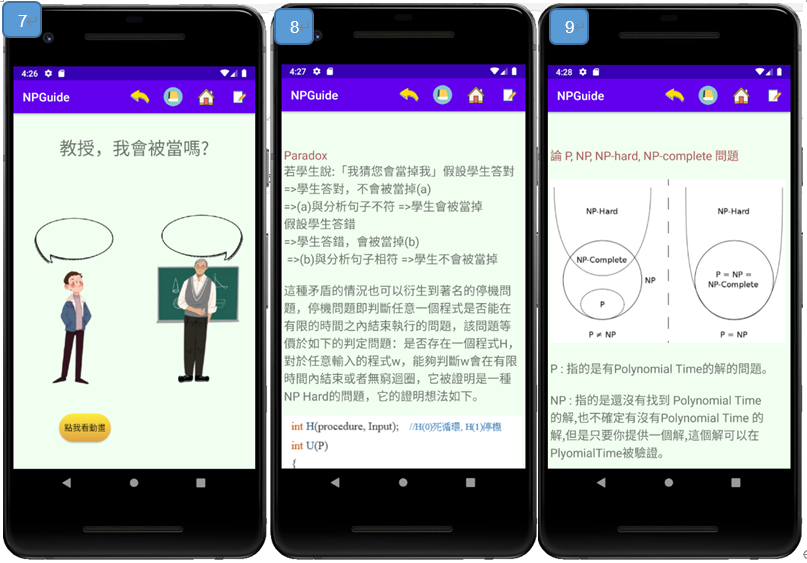 7
4:26
NPGuide
教授，我會被當嗎?
點我看動畫
8
4:27
NPGuide
Paradox
若學生說:「我猜您會當掉我」假設學生答對
=>學生答對，不會被當掉(a)
=>(a)與分析句子不符 =>學生會被當掉
假設學生答錯
=>學生答錯，會被當掉(b)
=>(b)與分析句子相符 =>學生不會被當掉
這種矛盾的情況也可以衍生到著名的停機問
題，停機問題即判斷任意一個程式是否能在
有限的時間之內結束執行的問題，該問題等
價於如下的判定問題：是否存在一個程式H，
對於任意輸入的程式w，能夠判斷w會在有限
時間內結束或者無窮迴圈，它被證明是一種
NP Hard的問題，它的證明想法如下。
int H(procedure, Input); //H(0)死循環, H(1)停機
int U(P)
{
9
4:28
NPGuide
論 P, NP, NP-hard, NP-complete 問題
NP-Hard
NP-Complete
NP
P
P ≠ NP
NP-Hard
P = NP =
NP-Complete
P = NP
P : 指的是有Polynomial Time的解的問題。
NP : 指的是還沒有找到 Polynomial Time
的解,也不確定有沒有Polynomial Time 的
解,但是只要你提供一個解,這個解可以在
PlyomialTime被驗證。